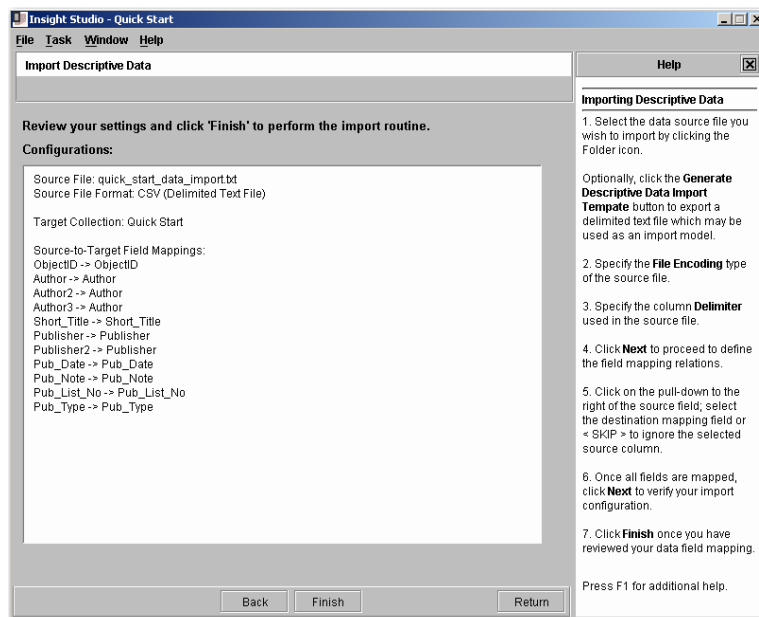 Insight Studio - Quick Start
File Task Window Help
Import Descriptive Data
Review your settings and click 'Finish' to perform the import routine.
Configurations:
Source File: quick_start_data_import.txt
Source File Format: CSV (Delimited Text File)
Target Collection: Quick Start
Source-to-Target Field Mappings:
ObjectID -> ObjectID
Author -> Author
Author2 -> Author
Author3 -> Author
Short_Title -> Short_Title
Publisher -> Publisher
Publisher2 -> Publisher
Pub_Date -> Pub_Date
Pub_Note -> Pub_Note
Pub_List_No -> Pub_List_No
Pub_Type -> Pub_Type
Back Finish Return
Help
Importing Descriptive Data
1. Select the data source file you
wish to import by clicking the
Folder icon.
Optionally, click the Generate
Descriptive Data Import
Tempate button to export a
delimited text file which may be
used as an import model.
2. Specify the File Encoding type
of the source file.
3. Specify the column Delimiter
used in the source file.
4. Click Next to proceed to define
the field mapping relations.
5. Click on the pull-down to the
right of the source field; select
the destination mapping field or
< SKIP > to ignore the selected
source column.
6. Once all fields are mapped,
click Next to verify your import
configuration.
7. Click Finish once you have
reviewed your data field mapping.
Press F1 for additional help.